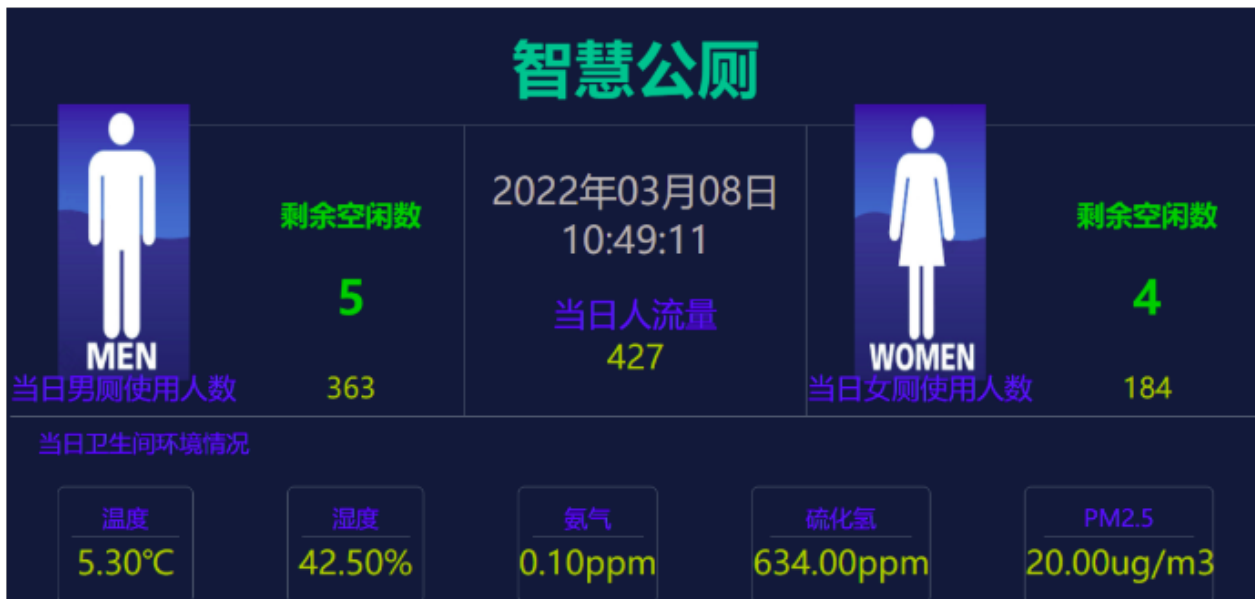 智慧公厕
剩余空闲数
5
MEN
当日男厕使用人数
363
2022年03月08日
10:49:11
当日人流量
427
剩余空闲数
4
WOMEN
当日女厕使用人数
184
当日卫生间环境情况
温度
5.30℃
湿度
42.50%
氨气
0.10ppm
硫化氢
634.00ppm
PM2.5
20.00ug/m3